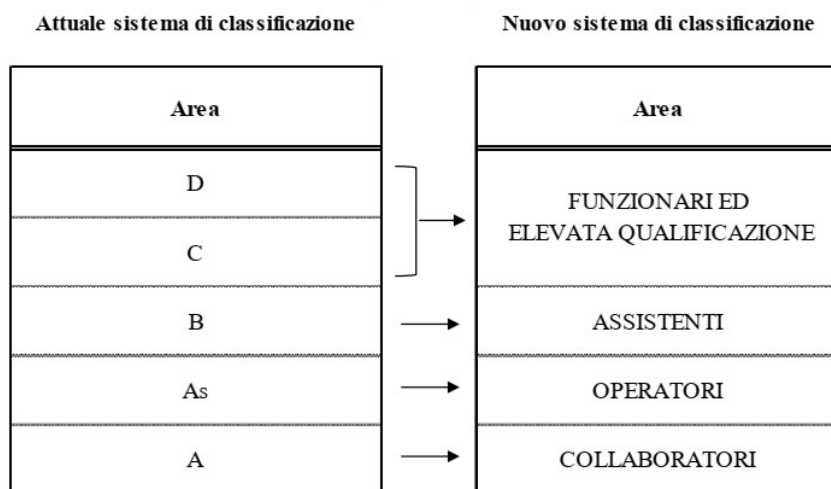 Attuale sistema di classificazione
Nuovo sistema di classificazione
Area
Area
D
C
FUNZIONARI ED
ELEVATA QUALIFICAZIONE
B
ASSISTENTI
As
OPERATORI
A
COLLABORATORI